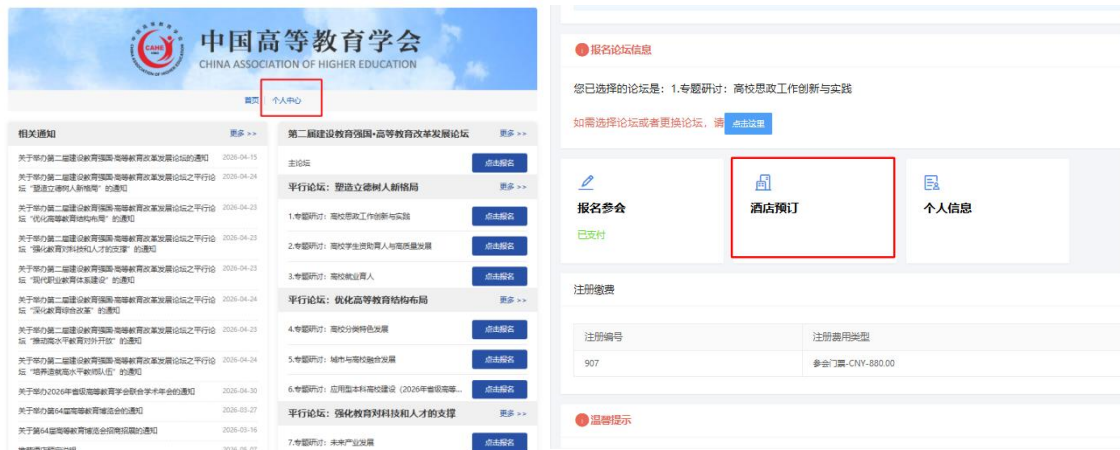 中国高等教育学会
CHINA ASSOCIATION OF HIGHER EDUCATION
CAHE
首页 个人中心
相关通知 更多 >>
关于举办第二届建设教育强国·高等教育改革发展论坛的通知 2026-04-15
关于举办第二届建设教育强国·高等教育改革发展论坛之平行论 2026-04-24
坛“塑造立德树人新格局”的通知
关于举办第二届建设教育强国·高等教育改革发展论坛之平行论 2026-04-23
坛“优化高等教育结构布局”的通知
关于举办第二届建设教育强国·高等教育改革发展论坛之平行论 2026-04-23
坛“强化教育对科技和人才的支撑”的通知
关于举办第二届建设教育强国·高等教育改革发展论坛之平行论 2026-04-23
坛“现代职业教育体系建设”的通知
关于举办第二届建设教育强国·高等教育改革发展论坛之平行论 2026-04-24
坛“深化教育综合改革”的通知
关于举办第二届建设教育强国·高等教育改革发展论坛之平行论 2026-04-23
坛“推动高水平教育对外开放”的通知
关于举办第二届建设教育强国·高等教育改革发展论坛之平行论 2026-04-24
坛“培养造就高水平教师队伍”的通知
关于举办2026年省级高等教育学会联合学术年会的通知 2026-04-30
关于举办第64届高等教育博览会的通知 2026-03-27
关于第64届高等教育博览会招商招展的通知 2026-03-16
第二届建设教育强国·高等教育改革发展论坛 更多 >>
主论坛 点击报名
平行论坛：塑造立德树人新格局 更多 >>
1.专题研讨：高校思政工作创新与实践 点击报名
2.专题研讨：高校学生资助育人与高质量发展 点击报名
3.专题研讨：高校就业育人 点击报名
平行论坛：优化高等教育结构布局 更多 >>
4.专题研讨：高校分类特色发展 点击报名
5.专题研讨：城市与高校融合发展 点击报名
6.专题研讨：应用型本科高校建设（2026年省级高等... 点击报名
平行论坛：强化教育对科技和人才的支撑 更多 >>
7.专题研讨：未来产业发展 点击报名
报名论坛信息
您已选择的论坛是：1.专题研讨：高校思政工作创新与实践
如需选择论坛或者更换论坛，请 点击这里
报名参会 酒店预订 个人信息
已支付
注册缴费
注册编号 注册费用类型
907 参会门票-CNY-880.00
温馨提示